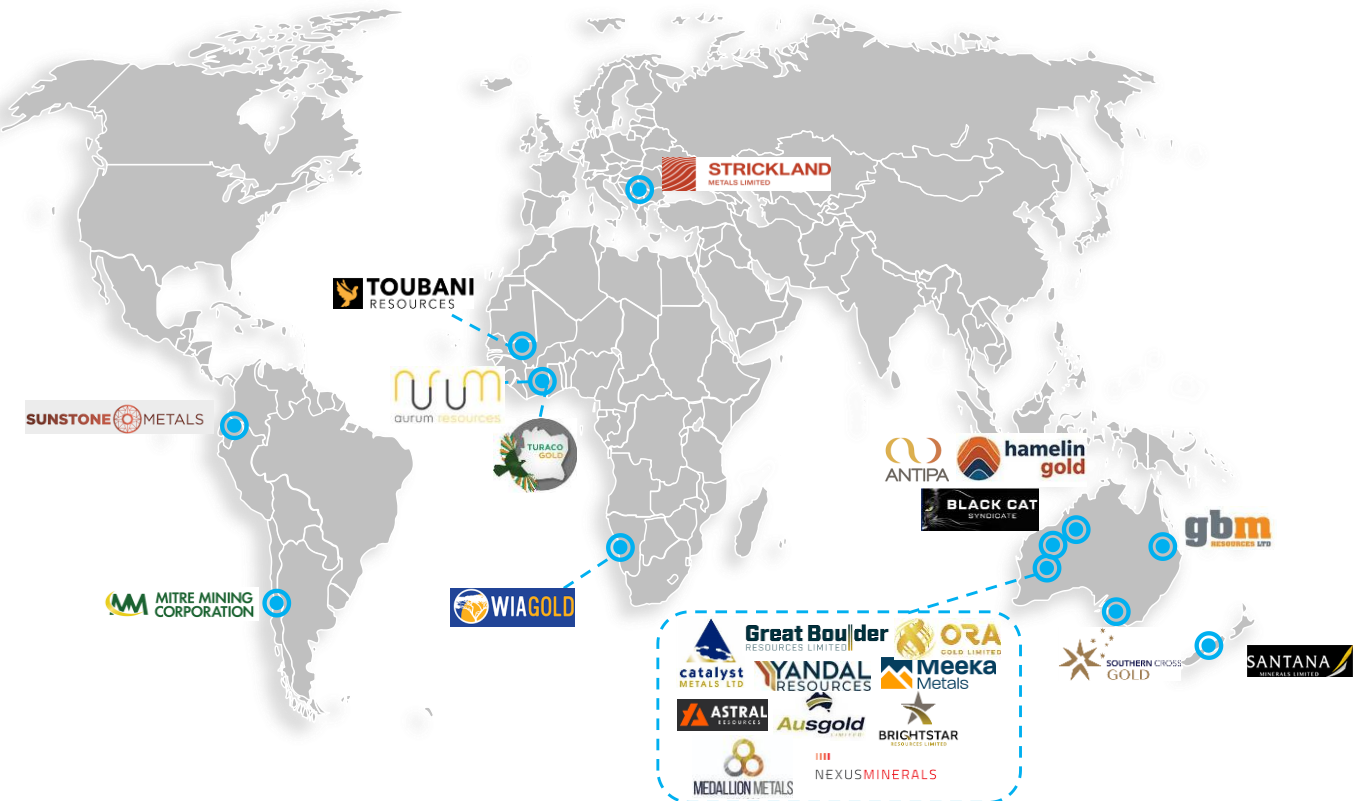 STRICKLAND
METALS LIMITED
TOUBANI
RESOURCES
aurum resources
TURACO
GOLD
SUNSTONE METALS
ANTIPA
hamelin
gold
BLACK CAT
SYNDICATE
gbm
RESOURCES LTD
MITRE MINING
CORPORATION
WIAGOLD
catalyst
METALS LTD
Great Boulder
RESOURCES LIMITED
ORA
GOLD LIMITED
YANDAL
RESOURCES
Meeka
Metals
ASTRAL
RESOURCES
Ausgold
LIMITED
BRIGHTSTAR
RESOURCES LIMITED
MEDALLION METALS
NEXUSMINERALS
SOUTHERN CROSS
GOLD
SANTANA
MINERALS LIMITED